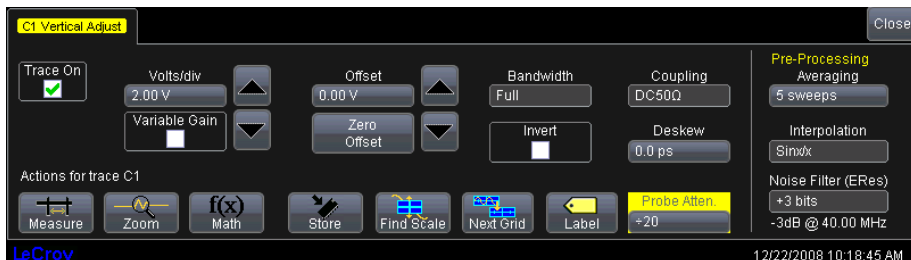 C1 Vertical Adjust
Close
Trace On
Volts/div
2.00 V
Variable Gain
Offset
0.00 V
Zero
Offset
Bandwidth
Full
Invert
Coupling
DC50Ω
Deskew
0.0 ps
Pre-Processing
Averaging
5 sweeps
Interpolation
Sinx/x
Noise Filter (ERes)
+3 bits
-3dB @ 40.00 MHz
Actions for trace C1
Measure
Zoom
f(x)
Math
Store
Find Scale
Next Grid
Label
Probe Atten.
÷20
LeCroy
12/22/2008 10:18:45 AM